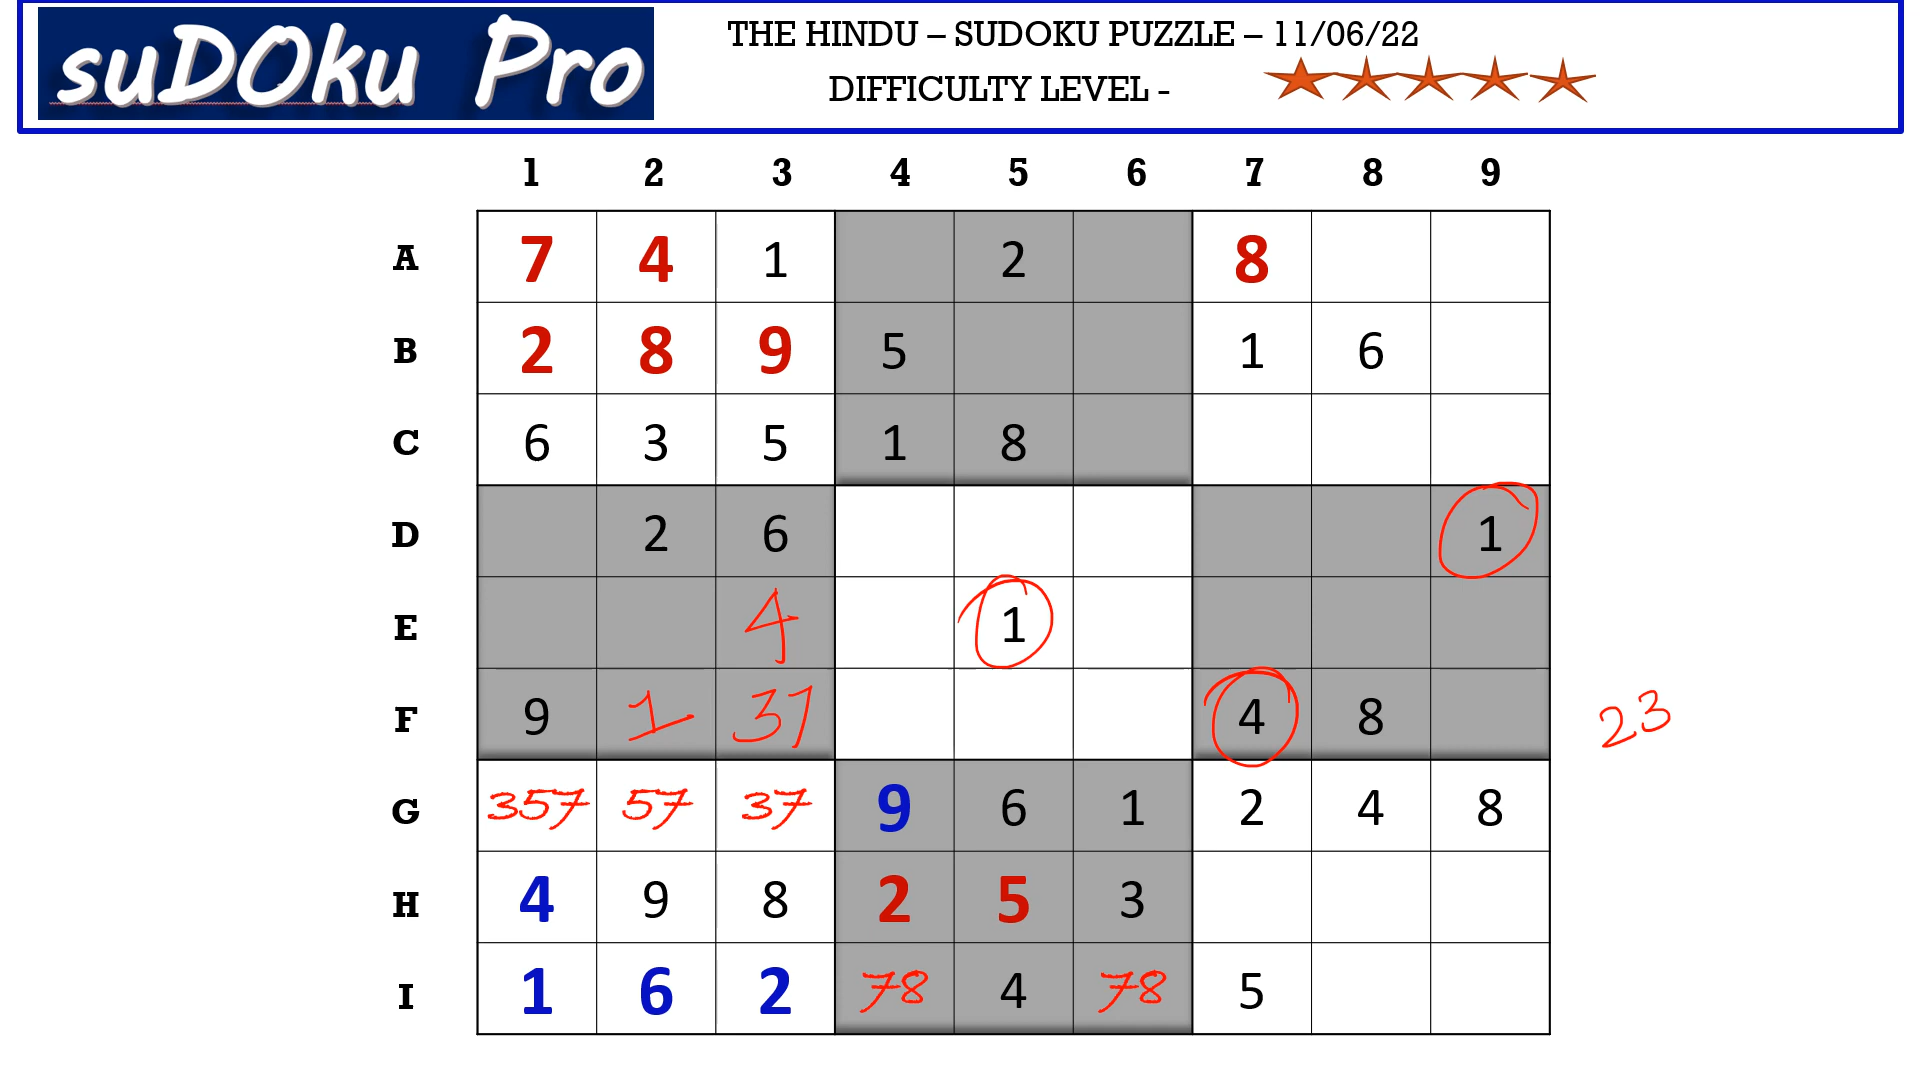 suDOku Pro
THE HINDU – SUDOKU PUZZLE – 11/06/22
DIFFICULTY LEVEL -
1 2 3 4 5 6 7 8 9
A 7 4 1 2 8
B 2 8 9 5 1 6
C 6 3 5 1 8
D 2 6 1
E 4 1
F 9 1 37 4 8 23
G 357 57 37 9 6 1 2 4 8
H 4 9 8 2 5 3
I 1 6 2 78 4 78 5